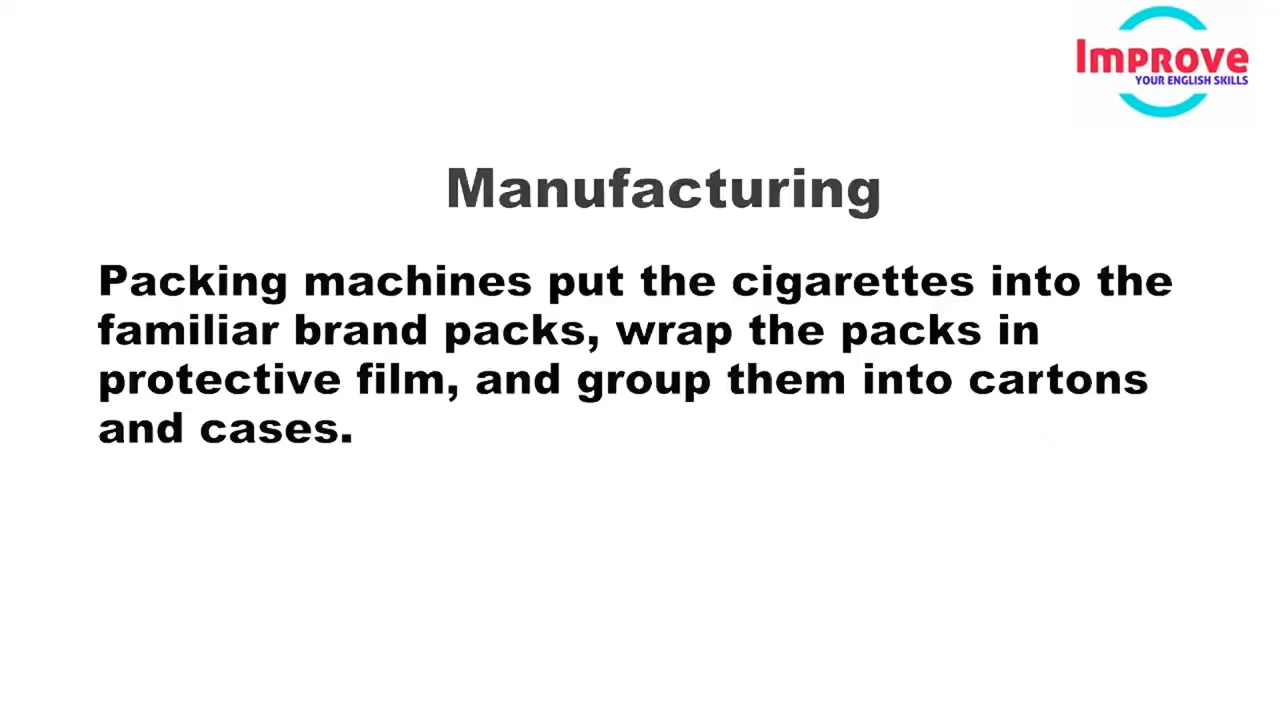 Improve
YOUR ENGLISH SKILLS
Manufacturing
Packing machines put the cigarettes into the
familiar brand packs, wrap the packs in
protective film, and group them into cartons
and cases.